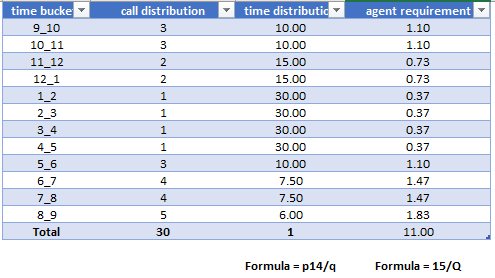 time bucke call distribution time distributic agent requirement
9_10 3 10.00 1.10
10_11 3 10.00 1.10
11_12 2 15.00 0.73
12_1 2 15.00 0.73
1_2 1 30.00 0.37
2_3 1 30.00 0.37
3_4 1 30.00 0.37
4_5 1 30.00 0.37
5_6 3 10.00 1.10
6_7 4 7.50 1.47
7_8 4 7.50 1.47
8_9 5 6.00 1.83
Total 30 1 11.00
Formula = p14/q Formula = 15/Q